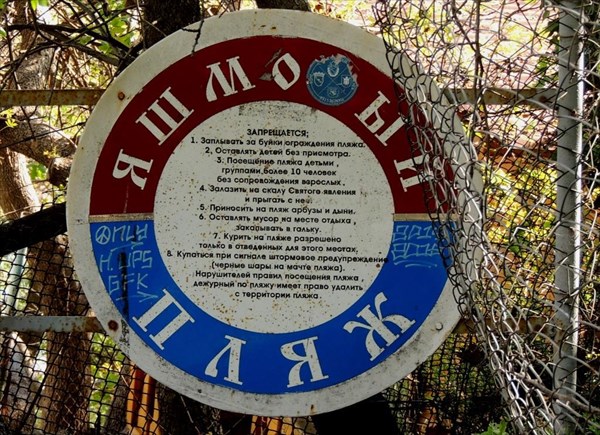 ЯШМО ЫЙ
ЗАПРЕЩАЕТСЯ;
1. Заплывать за буйки ограждения пляжа.
2. Оставлять детей без присмотра.
3. Посещение пляжа детьми,
группами, более 10 человек
без сопровождения взрослых,
4. Залазить на скалу Святого явления
и прыгать с неё.
5. Приносить на пляж арбузы и дыни.
6. Оставлять мусор на месте отдыха,
закапывать в гальку.
7. Курить на пляже разрешено
только в отведенных для этого местах.
8. Купаться при сигнале штормовое предупреждение
(черные шары на мачте пляжа).
Нарушителей правил посещения пляжа,
дежурный по пляжу имеет право удалить
с территории пляжа.
ПЛЯЖ